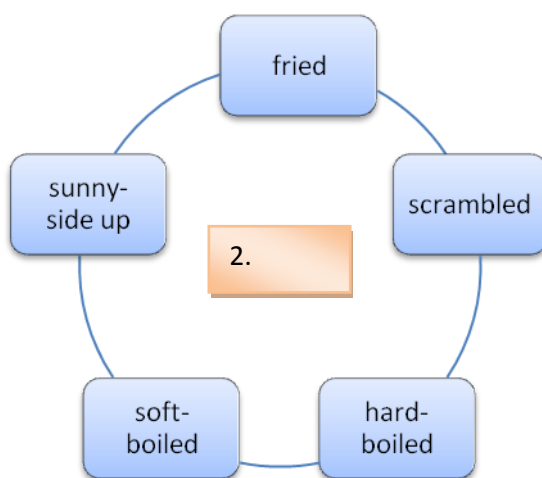 fried
sunny-
side up
scrambled
2.
soft-
boiled
hard-
boiled